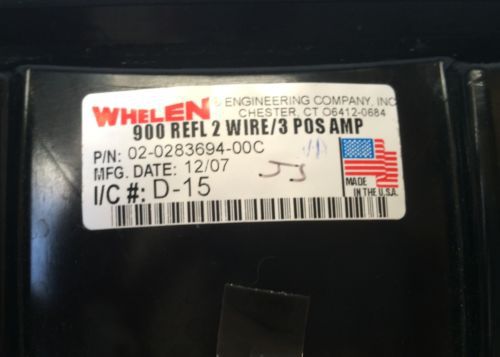 WHELEN ® ENGINEERING COMPANY, INC
CHESTER, CT 06412-0684
900 REFL 2 WIRE/3 POS AMP
P/N: 02-0283694-00C
MFG. DATE: 12/07
JJ
I/C #: D-15
MADE
IN THE U.S.A.